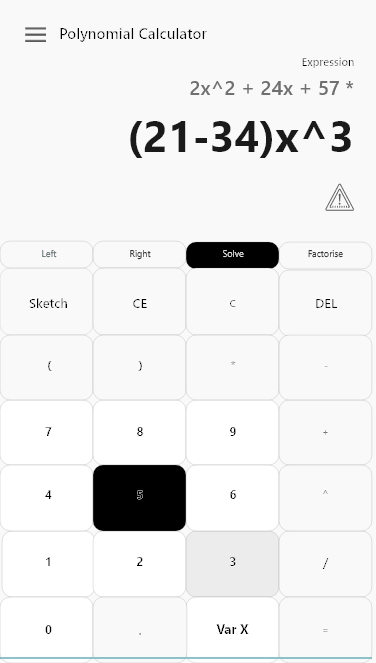 Polynomial Calculator
Expression
2x^2 + 24x + 57 *
(21-34)x^3
Left Right Solve Factorise
Sketch CE C DEL
( ) * -
7 8 9 +
4 5 6 ^
1 2 3 /
0 . Var X =